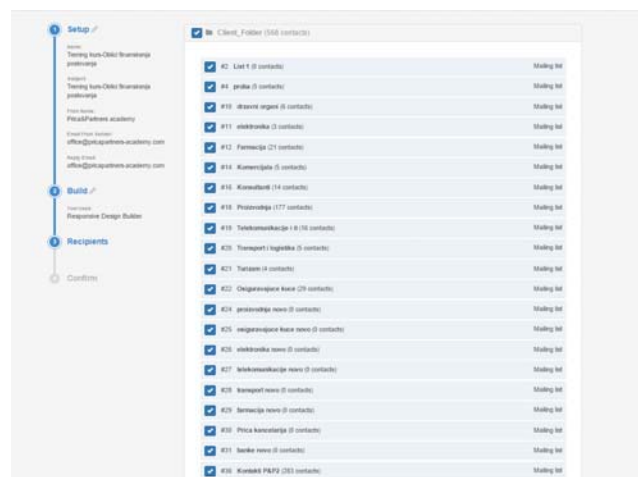 1
Setup
Name:
Trening kurs-Oblici finansiranja
poslovanja
Subject:
Trening kurs-Oblici finansiranja
poslovanja
From Name:
Prica&Partners academy
Email From Sender:
office@pricapartners-academy.com
Reply Email:
office@pricapartners-academy.com
2
Build
Responsive Design Builder
3
Recipients
Confirm
Client_Folder (568 contacts)
#2 List 1 (0 contacts) Mailing list
#4 proba (5 contacts) Mailing list
#10 drzavni organi (6 contacts) Mailing list
#11 elektronika (3 contacts) Mailing list
#12 Farmacija (21 contacts) Mailing list
#14 Komercijala (5 contacts) Mailing list
#16 Konsultanti (14 contacts) Mailing list
#18 Proizvodnja (177 contacts) Mailing list
#19 Telekomunikacije i it (16 contacts) Mailing list
#20 Transport i logistika (5 contacts) Mailing list
#21 Turizam (4 contacts) Mailing list
#22 Osiguravajuce kuce (29 contacts) Mailing list
#24 proizvodnja novo (0 contacts) Mailing list
#25 osiguravajuce kuce novo (0 contacts) Mailing list
#26 elektronika novo (0 contacts) Mailing list
#27 telekomunikacije novo (0 contacts) Mailing list
#28 transport novo (0 contacts) Mailing list
#29 farmacija novo (0 contacts) Mailing list
#30 Prica kancelarija (0 contacts) Mailing list
#31 banke novo (0 contacts) Mailing list
#36 Kontakti P&P2 (283 contacts) Mailing list